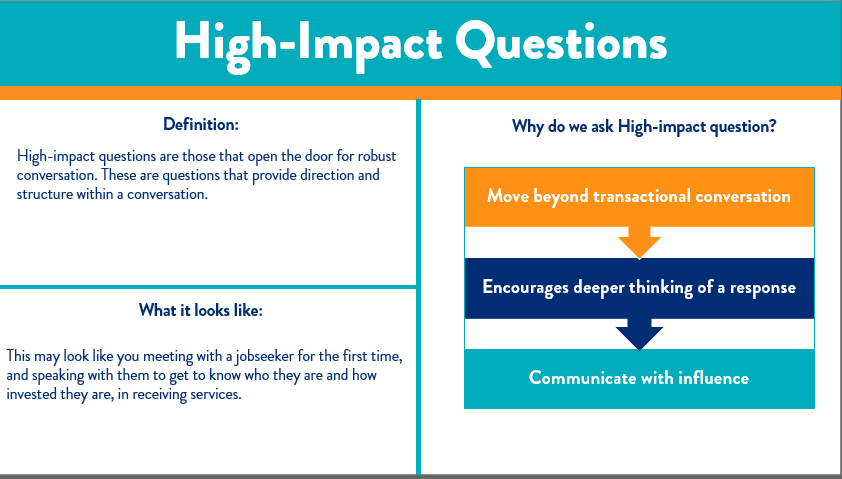 High-Impact Questions
Definition:
High-impact questions are those that open the door for robust
conversation. These are questions that provide direction and
structure within a conversation.
What it looks like:
This may look like you meeting with a jobseeker for the first time,
and speaking with them to get to know who they are and how
invested they are, in receiving services.
Why do we ask High-impact question?
Move beyond transactional conversation
Encourages deeper thinking of a response
Communicate with influence